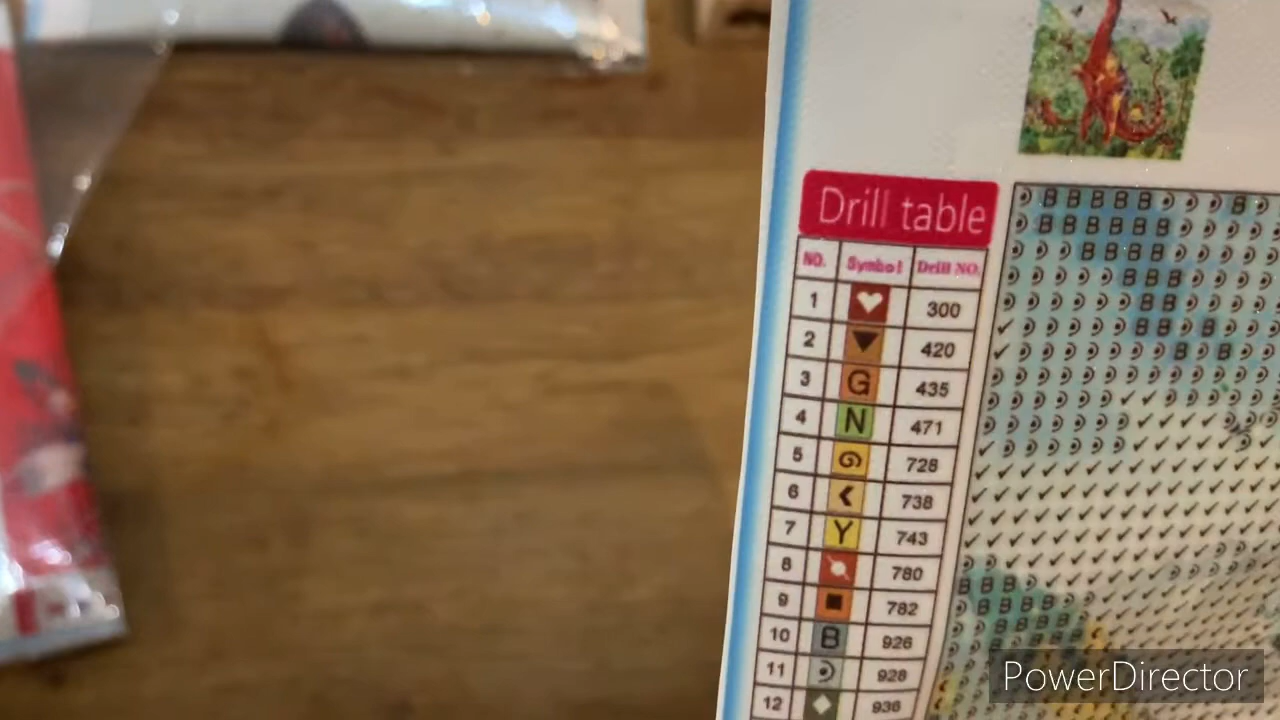 Drill table
NO. Symbol Drill NO.
1 300
2 420
3 G 435
4 N 471
5 728
6 738
7 Y 743
8 780
9 782
10 B 926
11 928
12 936
PowerDirector